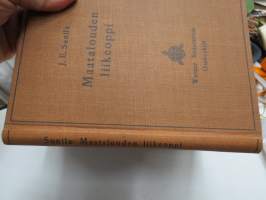 J. E. Sunila
Maatalouden
liikeoppi
Werner Söderström
Osakeyhtiö
Sunila: Maatalouden liikeoppi